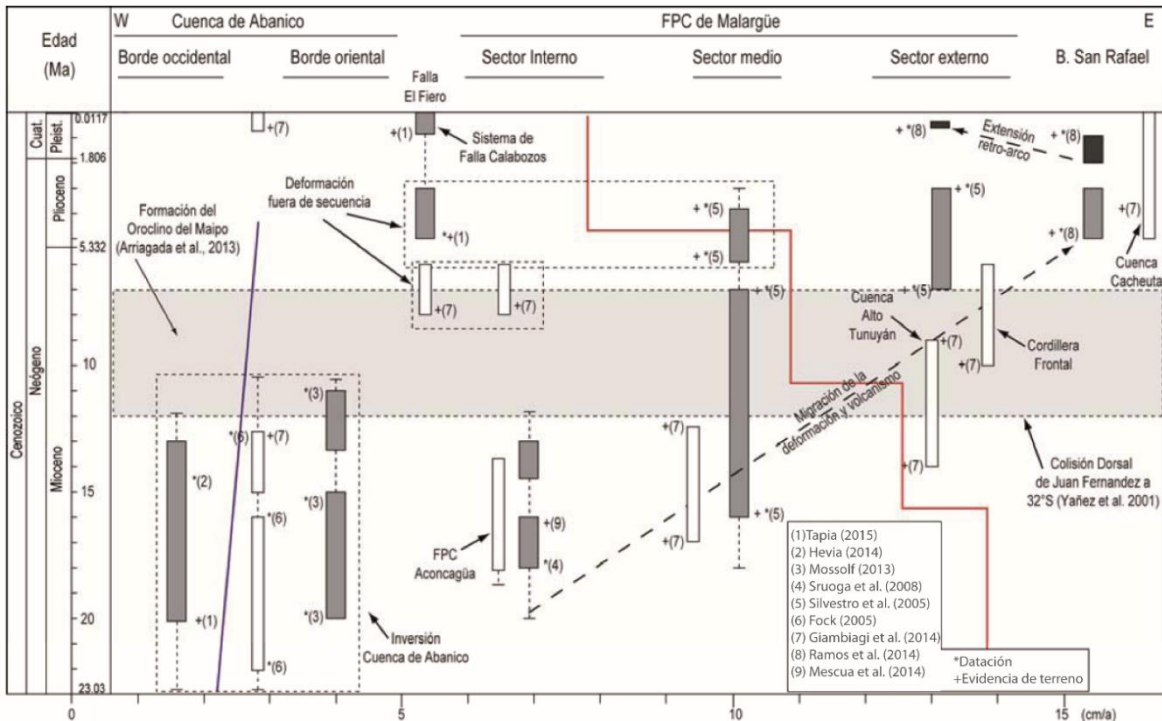 W
Cuenca de Abanico
FPC de Malargüe
E
Edad
(Ma)
Borde occidental
Borde oriental
Falla
El Fiero
Sector Interno
Sector medio
Sector externo
B. San Rafael
Cenozoico
Neógeno
Cuat.
Pleist.
Plioceno
Mioceno
0.0117
1.806
5.332
10
15
20
23.03
+(7)
+(1)
Sistema de
Falla Calabozos
+ *(8)
Extensión
retro-arco
+ *(8)
Deformación
fuera de secuencia
Formación del
Oroclino del Maipo
(Arriagada et al., 2013)
*+(1)
+ *(5)
+ *(5)
+ *(5)
+(7)
+ *(8)
Cuenca
Cacheuta
+(7)
+(7)
+ *(5)
+ *(5)
Cuenca
Alto
Tunuyán
+(7)
+(7)
Cordillera
Frontal
Migración de la
deformación y volcanismo
*(3)
*(6)
+(7)
*(2)
*(3)
*(6)
+(7)
+(7)
Colisión Dorsal
de Juan Fernandez a
32°S (Yañez et al. 2001)
+(9)
*(4)
FPC
Aconcagüa
+(7)
+ *(5)
+(1)
*(3)
*(6)
Inversión
Cuenca de Abanico
(1)Tapia (2015)
(2) Hevia (2014)
(3) Mossolf (2013)
(4) Sruoga et al. (2008)
(5) Silvestro et al. (2005)
(6) Fock (2005)
(7) Giambiagi et al.(2014)
(8) Ramos et al. (2014)
(9) Mescua et al. (2014)
*Datación
+Evidencia de terreno
0
5
10
15
(cm/a)